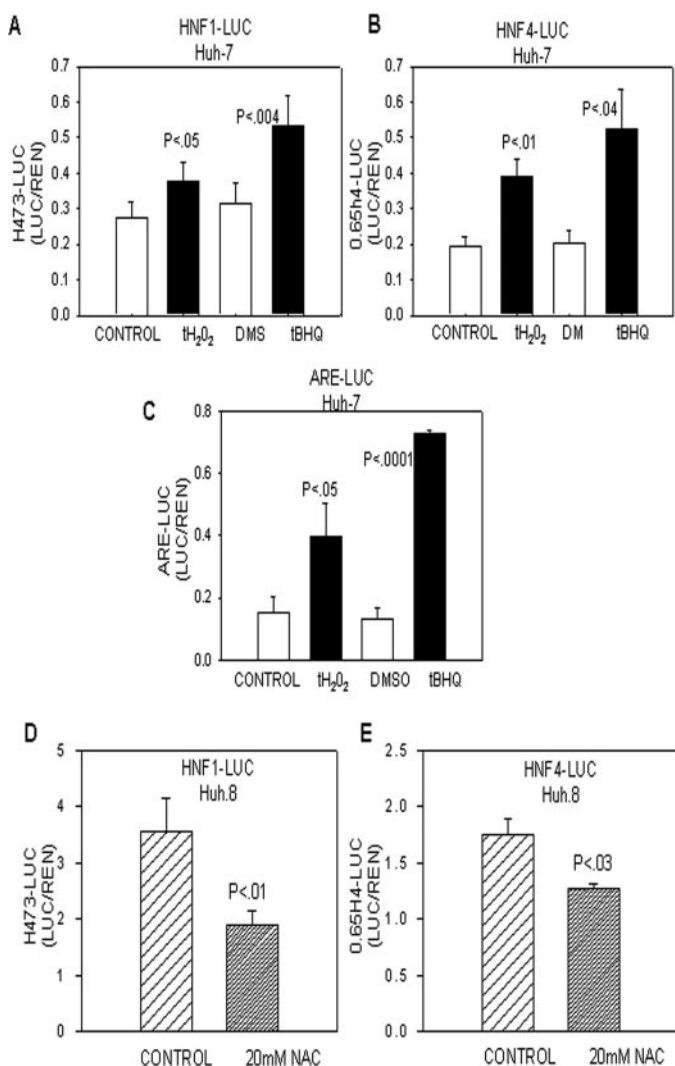 A
HNF1-LUC
Huh-7
H473-LUC
(LUC/REN)
0.7
0.6
0.5
0.4
0.3
0.2
0.1
0.0
P<.05
P<.004
CONTROL tH₂0₂ DMS tBHQ
B
HNF4-LUC
Huh-7
0.65h4-LUC
(LUC/REN)
0.7
0.6
0.5
0.4
0.3
0.2
0.1
0.0
P<.01
P<.04
CONTROL tH₂0₂ DM tBHQ
C
ARE-LUC
Huh-7
ARE-LUC
(LUC/REN)
0.8
0.6
0.4
0.2
0.0
P<.05
P<.0001
CONTROL tH₂0₂ DMSO tBHQ
D
HNF1-LUC
Huh.8
H473-LUC
(LUC/REN)
5
4
3
2
1
0
P<.01
CONTROL 20mM NAC
E
HNF4-LUC
Huh.8
0.65H4-LUC
(LUC/REN)
2.5
2.0
1.5
1.0
0.5
0.0
P<.03
CONTROL 20mM NAC